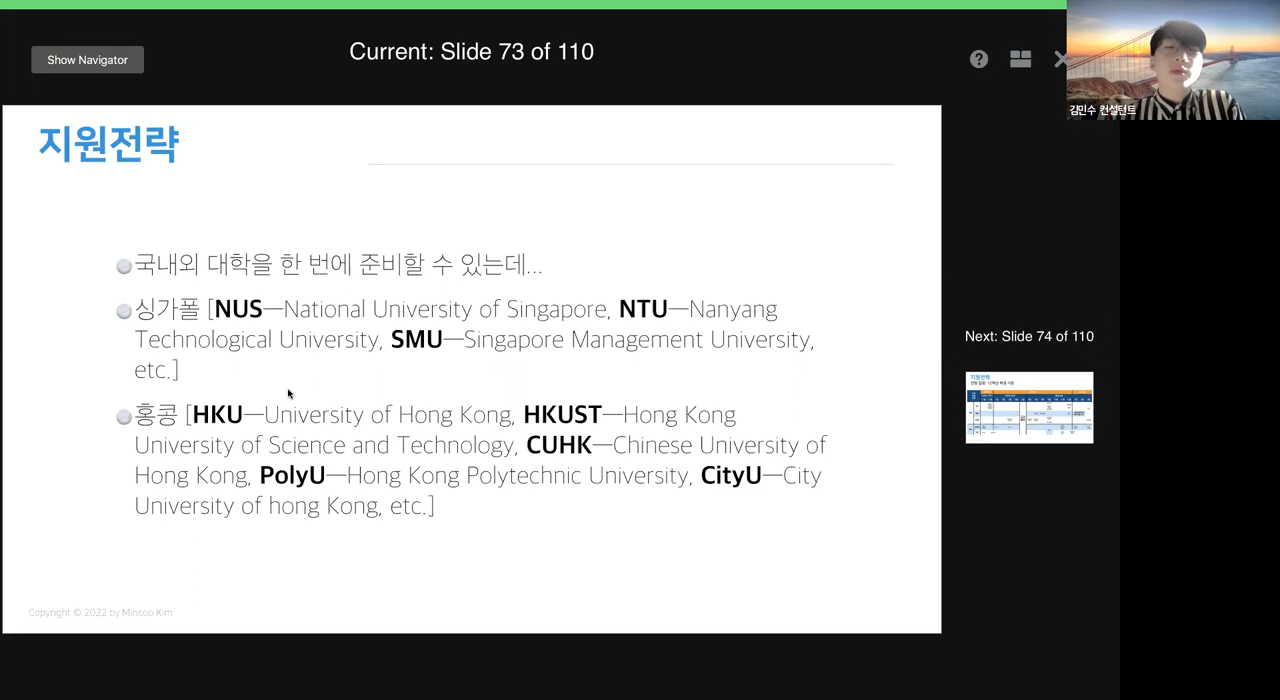 Current: Slide 73 of 110
Show Navigator
?
김민수 컨설턴트
지원전략
국내외 대학을 한 번에 준비할 수 있는데...
싱가폴 [NUS—National University of Singapore, NTU—Nanyang
Technological University, SMU—Singapore Management University,
etc.]
홍콩 [HKU—University of Hong Kong, HKUST—Hong Kong
University of Science and Technology, CUHK—Chinese University of
Hong Kong, PolyU—Hong Kong Polytechnic University, CityU—City
University of hong Kong, etc.]
Copyright © 2022 by Minsoo Kim
Next: Slide 74 of 110
지원전략